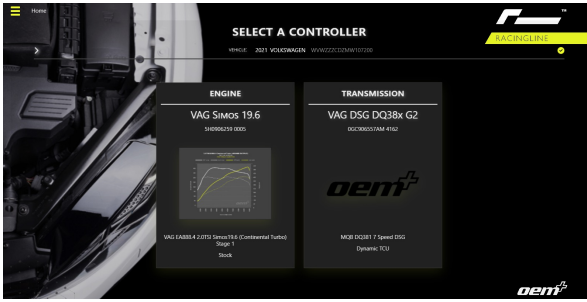 Home
SELECT A CONTROLLER
VEHICLE: 2021 VOLKSWAGEN WVWZZZCDZMW107200
TM
RACINGLINE
ENGINE
VAG SIMOS 19.6
5H0906259 0005
VAG EA888.4 2.0TSI Simos19.6 (Continental Turbo)
Stage 1
Stock
TRANSMISSION
VAG DSG DQ38X G2
0GC906557AM 4162
oem+
MQB DQ381 7 Speed DSG
Dynamic TCU
oem+